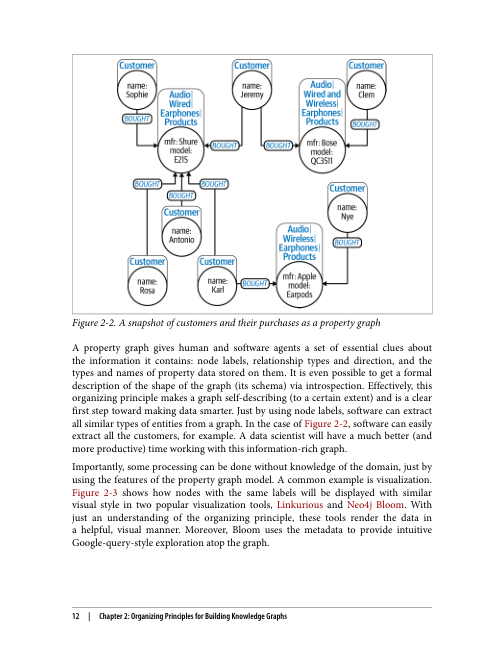 Customer
name:
Sophie
Customer
name:
Jeremy
Customer
name:
Clem
Audio|
Wired|
Earphones|
Products
mfr: Shure
model:
E215
Audio|
Wired and
Wireless|
Earphones|
Products
mfr: Bose
model:
QC35II
BOUGHT
BOUGHT
BOUGHT
BOUGHT
BOUGHT
BOUGHT
BOUGHT
Customer
name:
Antonio
Customer
name:
Nye
BOUGHT
Customer
name:
Rosa
Customer
name:
Karl
BOUGHT
Audio|
Wireless|
Earphones|
Products
mfr: Apple
model:
Earpods
Figure 2-2. A snapshot of customers and their purchases as a property graph
A property graph gives human and software agents a set of essential clues about
the information it contains: node labels, relationship types and direction, and the
types and names of property data stored on them. It is even possible to get a formal
description of the shape of the graph (its schema) via introspection. Effectively, this
organizing principle makes a graph self-describing (to a certain extent) and is a clear
first step toward making data smarter. Just by using node labels, software can extract
all similar types of entities from a graph. In the case of Figure 2-2, software can easily
extract all the customers, for example. A data scientist will have a much better (and
more productive) time working with this information-rich graph.
Importantly, some processing can be done without knowledge of the domain, just by
using the features of the property graph model. A common example is visualization.
Figure 2-3 shows how nodes with the same labels will be displayed with similar
visual style in two popular visualization tools, Linkurious and Neo4j Bloom. With
just an understanding of the organizing principle, these tools render the data in
a helpful, visual manner. Moreover, Bloom uses the metadata to provide intuitive
Google-query-style exploration atop the graph.
12 | Chapter 2: Organizing Principles for Building Knowledge Graphs